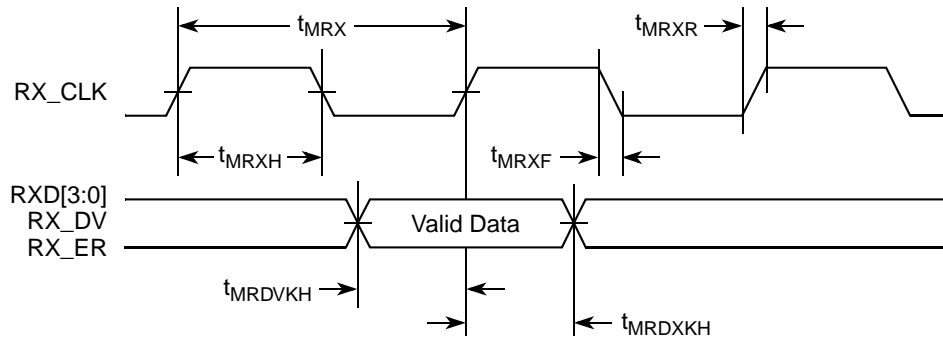 tMRX
tMRXR
RX_CLK
tMRXH
tMRXF
RXD[3:0]
RX_DV
RX_ER
Valid Data
tMRDVKH
tMRDXKH